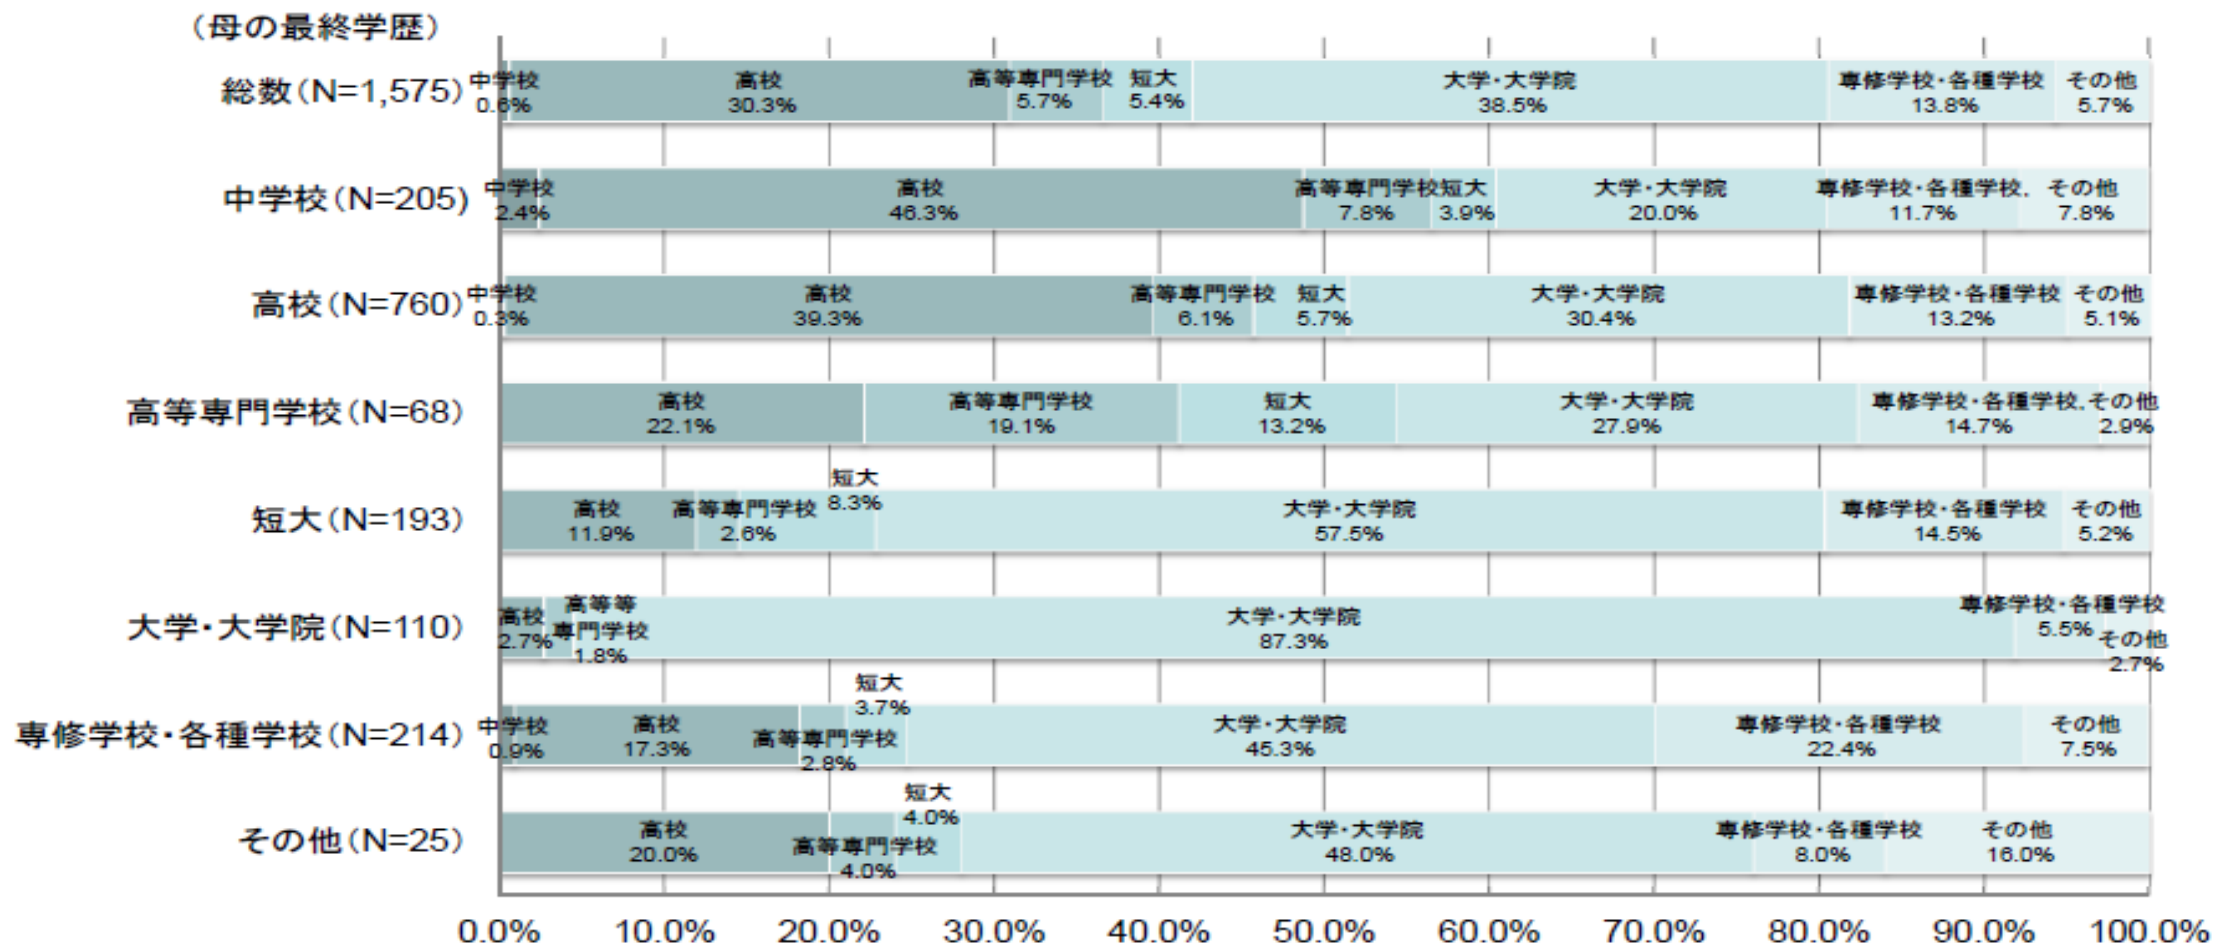 （母の最終学歴）
総数（N=1,575）
中学校
0.6%
高校
30.3%
高等専門学校
5.7%
短大
5.4%
大学・大学院
38.5%
専修学校・各種学校
13.8%
その他
5.7%
中学校（N=205）
中学校
2.4%
高校
46.3%
高等専門学校
7.8%
短大
3.9%
大学・大学院
20.0%
専修学校・各種学校.
11.7%
その他
7.8%
高校（N=760）
中学校
0.3%
高校
39.3%
高等専門学校
6.1%
短大
5.7%
大学・大学院
30.4%
専修学校・各種学校
13.2%
その他
5.1%
高等専門学校（N=68）
高校
22.1%
高等専門学校
19.1%
短大
13.2%
大学・大学院
27.9%
専修学校・各種学校.
14.7%
その他
2.9%
短大（N=193）
高校
11.9%
高等専門学校
2.6%
短大
8.3%
大学・大学院
57.5%
専修学校・各種学校
14.5%
その他
5.2%
大学・大学院（N=110）
高校
2.7%
高等等
専門学校
1.8%
大学・大学院
87.3%
専修学校・各種学校
5.5%
その他
2.7%
専修学校・各種学校（N=214）
中学校
0.9%
高校
17.3%
高等専門学校
2.8%
短大
3.7%
大学・大学院
45.3%
専修学校・各種学校
22.4%
その他
7.5%
その他（N=25）
高校
20.0%
高等専門学校
4.0%
短大
4.0%
大学・大学院
48.0%
専修学校・各種学校
8.0%
その他
16.0%
0.0% 10.0% 20.0% 30.0% 40.0% 50.0% 60.0% 70.0% 80.0% 90.0% 100.0%